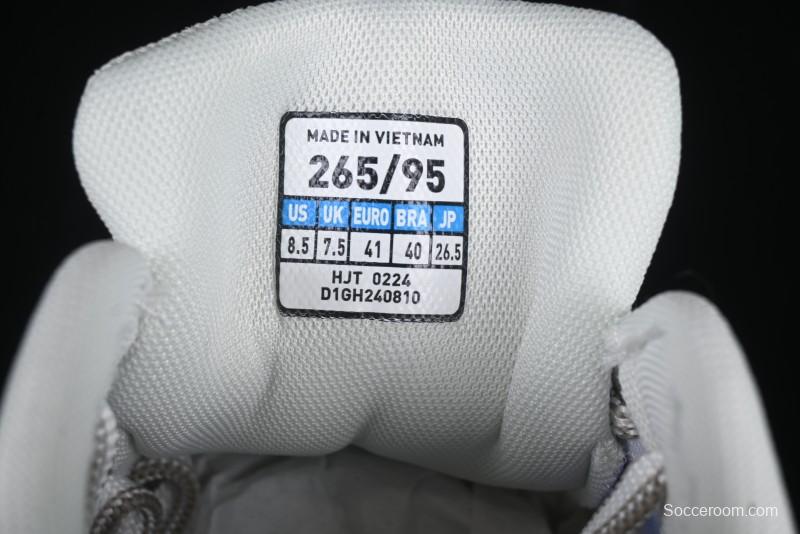 MADE IN VIETNAM
265/95
US UK EURO BRA JP
8.5 7.5 41 40 26.5
HJT 0224
D1GH240810
Socceroom.com